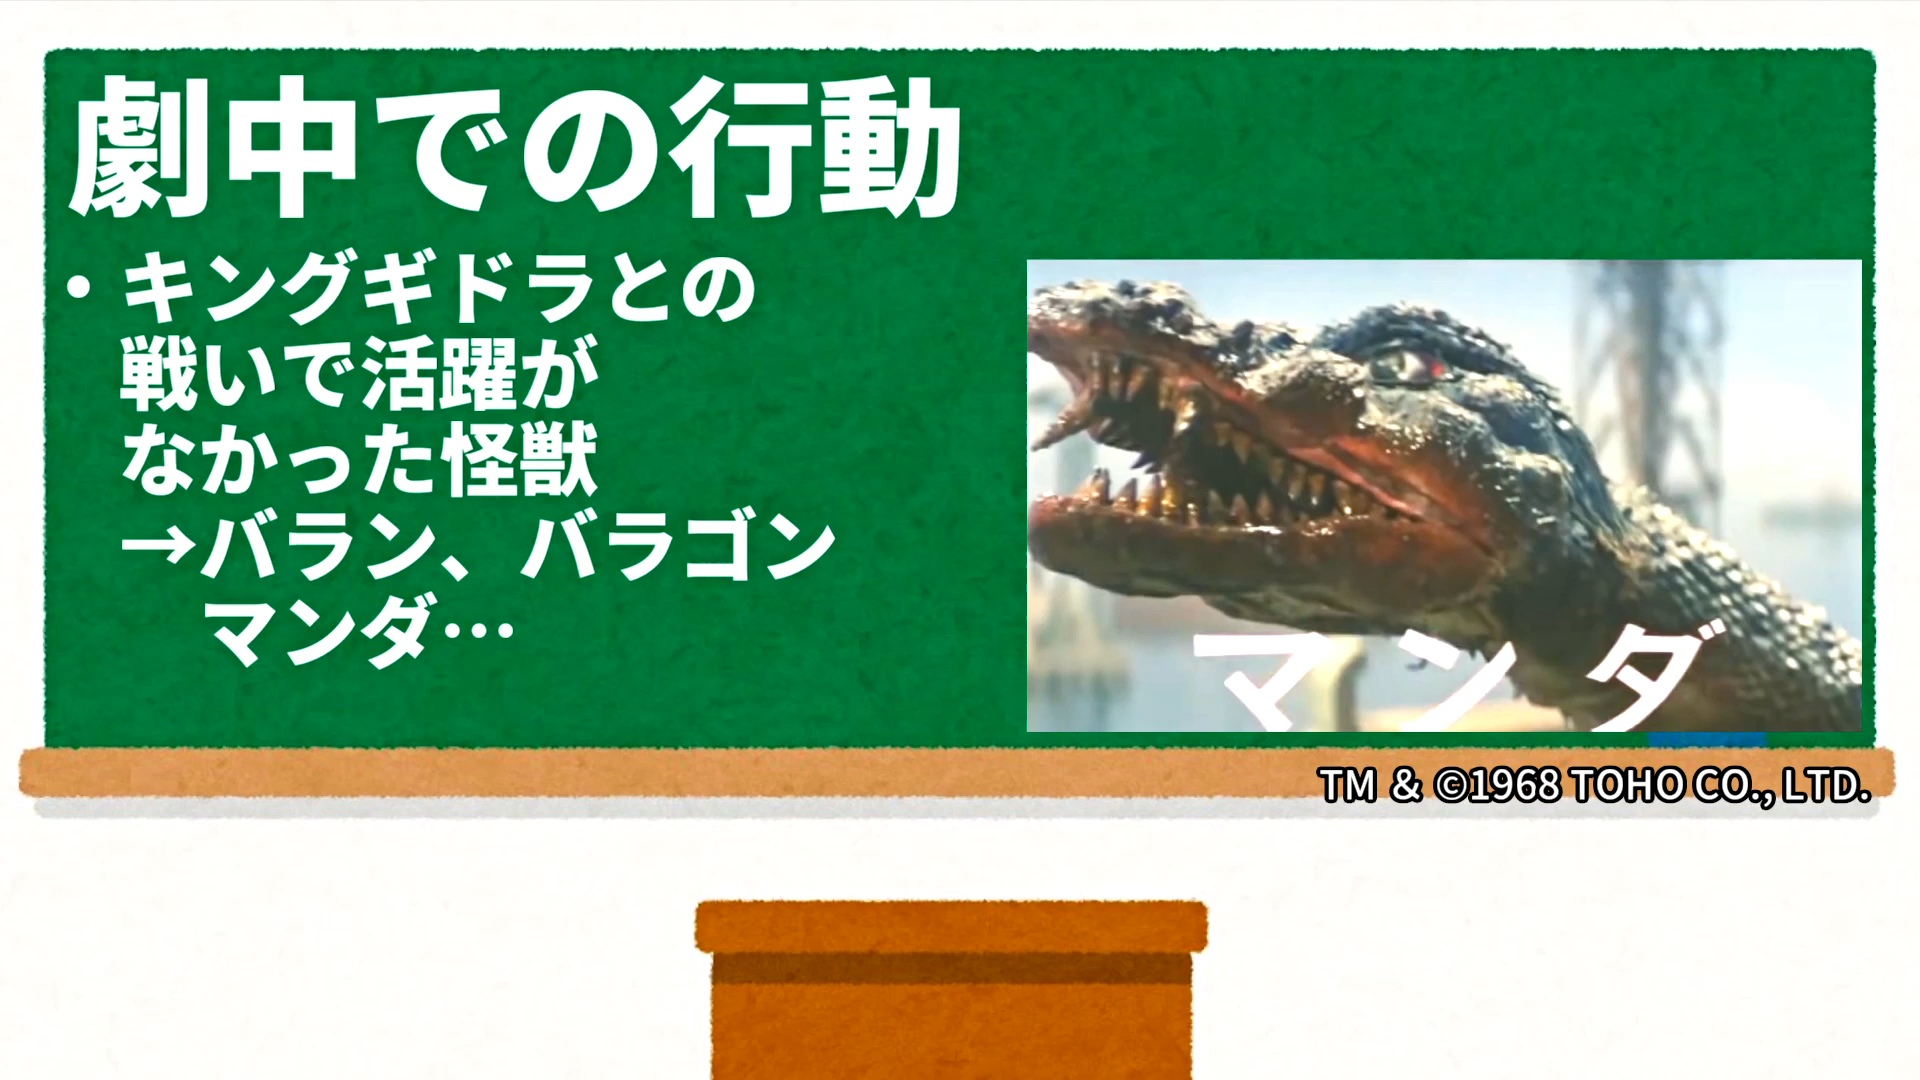 劇中での行動
・キングギドラとの
戦いで活躍が
なかった怪獣
→バラン、バラゴン
マンダ…
マンダ
TM & ©1968 TOHO CO., LTD.